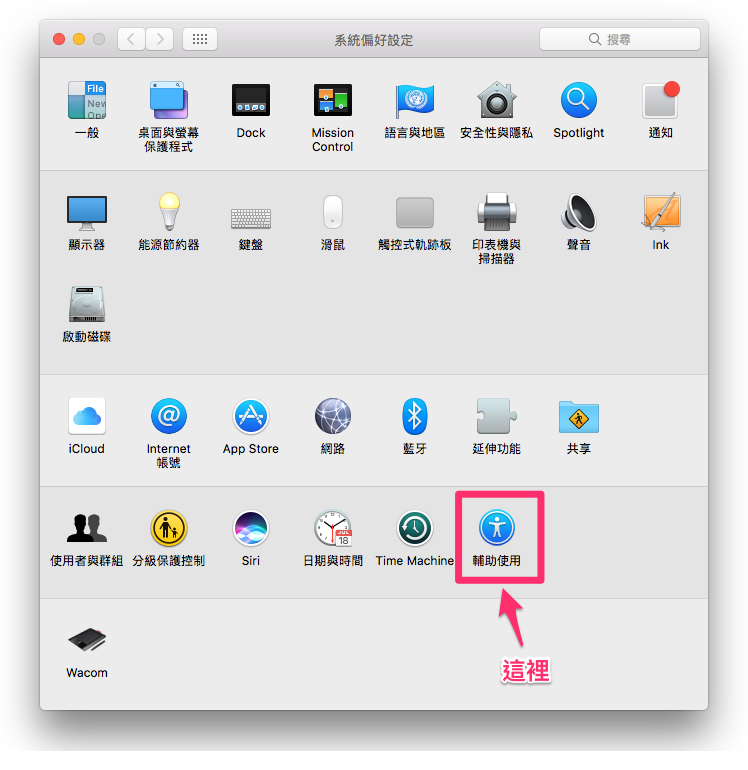 系統偏好設定
搜尋
File
New
Ope
一般
桌面與螢幕
保護程式
Dock
Mission
Control
語言與地區
安全性與隱私
Spotlight
通知
顯示器
能源節約器
鍵盤
滑鼠
觸控式軌跡板
印表機與
掃描器
聲音
Ink
啟動磁碟
iCloud
Internet
帳號
App Store
網路
藍牙
延伸功能
共享
JUL
18
使用者與群組
分級保護控制
Siri
日期與時間
Time Machine
輔助使用
這裡
Wacom